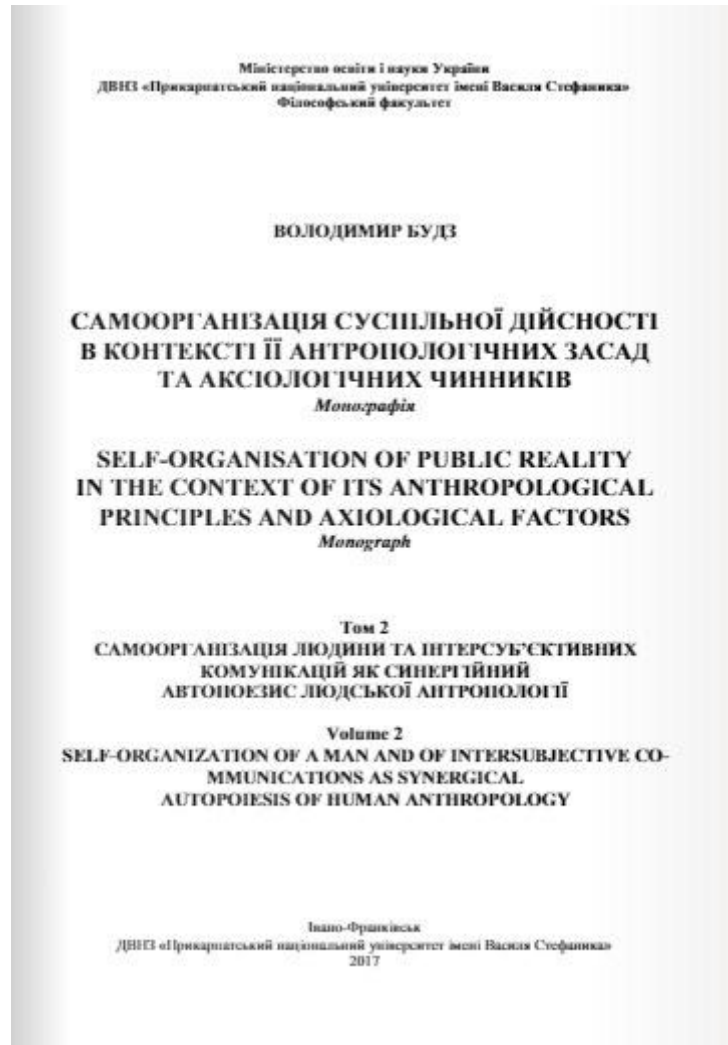 Міністерство освіти і науки України
ДВНЗ «Прикарпатський національний університет імені Василя Стефаника»
Філософський факультет
ВОЛОДИМИР БУДЗ
САМООРГАНІЗАЦІЯ СУСПІЛЬНОЇ ДІЙСНОСТІ
В КОНТЕКСТІ ЇЇ АНТРОПОЛОГІЧНИХ ЗАСАД
ТА АКСІОЛОГІЧНИХ ЧИННИКІВ
Монографія
SELF-ORGANISATION OF PUBLIC REALITY
IN THE CONTEXT OF ITS ANTHROPOLOGICAL
PRINCIPLES AND AXIOLOGICAL FACTORS
Monograph
Том 2
САМООРГАНІЗАЦІЯ ЛЮДИНИ ТА ІНТЕРСУБ’ЄКТИВНИХ
КОМУНІКАЦІЙ ЯК СИНЕРГІЙНИЙ
АВТОПОЕЗИС ЛЮДСЬКОЇ АНТРОПОЛОГІЇ
Volume 2
SELF-ORGANIZATION OF A MAN AND OF INTERSUBJECTIVE CO-
MMUNICATIONS AS SYNERGICAL
AUTOPOIESIS OF HUMAN ANTHROPOLOGY
Івано-Франківськ
ДВНЗ «Прикарпатський національний університет імені Василя Стефаника»
2017